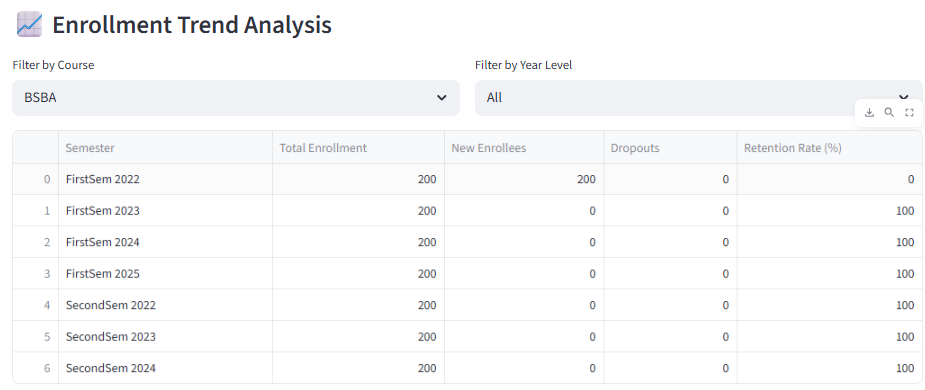 Enrollment Trend Analysis
Filter by Course Filter by Year Level
BSBA All
Semester Total Enrollment New Enrollees Dropouts Retention Rate (%)
0 FirstSem 2022 200 200 0 0
1 FirstSem 2023 200 0 0 100
2 FirstSem 2024 200 0 0 100
3 FirstSem 2025 200 0 0 100
4 SecondSem 2022 200 0 0 100
5 SecondSem 2023 200 0 0 100
6 SecondSem 2024 200 0 0 100